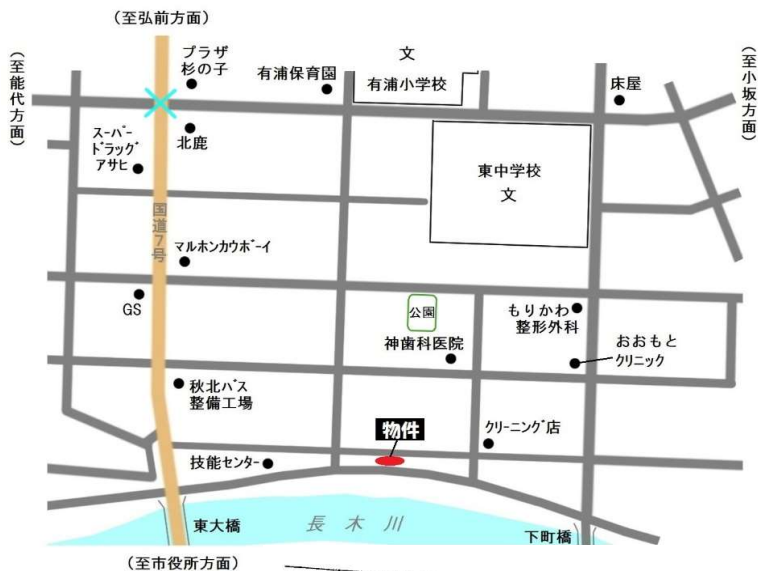 (至弘前方面)
(至能代方面)
(至小坂方面)
プラザ
杉の子
有浦保育園
文
有浦小学校
床屋
北鹿
スーパー
ドラッグ
アサヒ
東中学校
文
国道7号
マルホンカウボーイ
GS
公園
もりかわ
整形外科
神歯科医院
おおもと
クリニック
秋北バス
整備工場
物件
クリーニング店
技能センター
東大橋
長木川
下町橋
(至市役所方面)